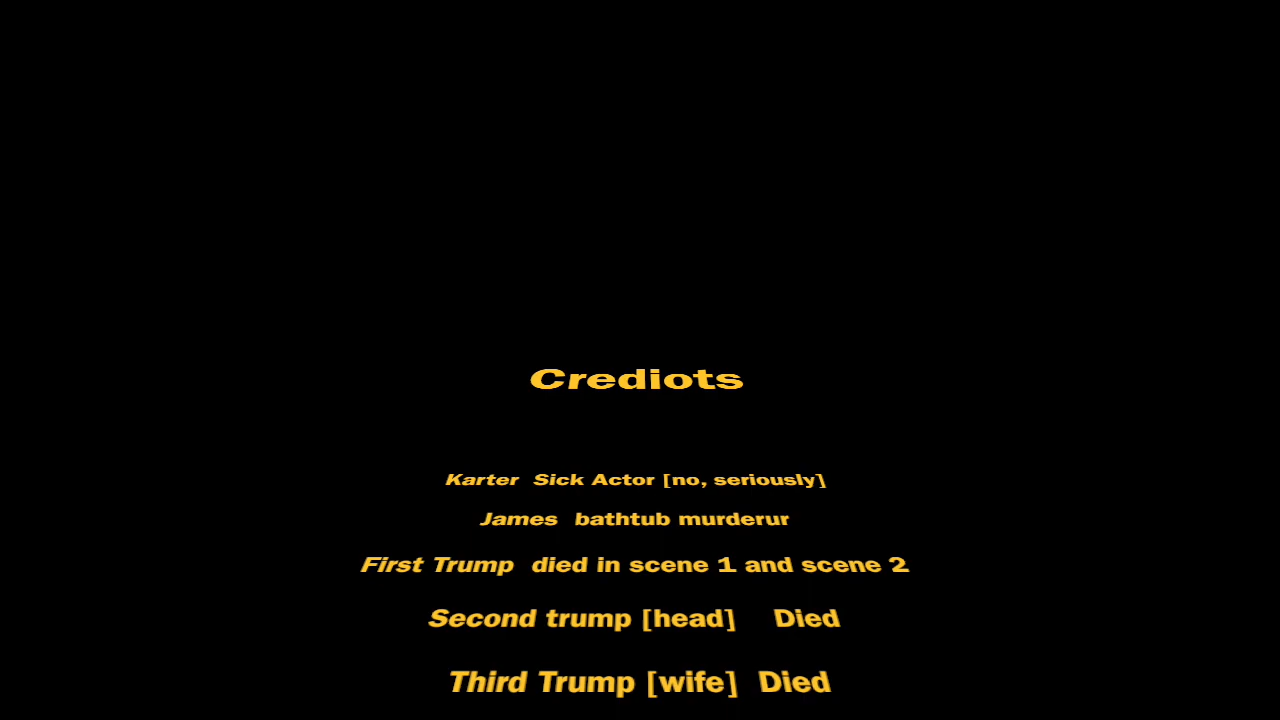 Crediots
Karter Sick Actor [no, seriously]
James bathtub murderur
First Trump died in scene 1 and scene 2
Second trump [head] Died
Third Trump [wife] Died